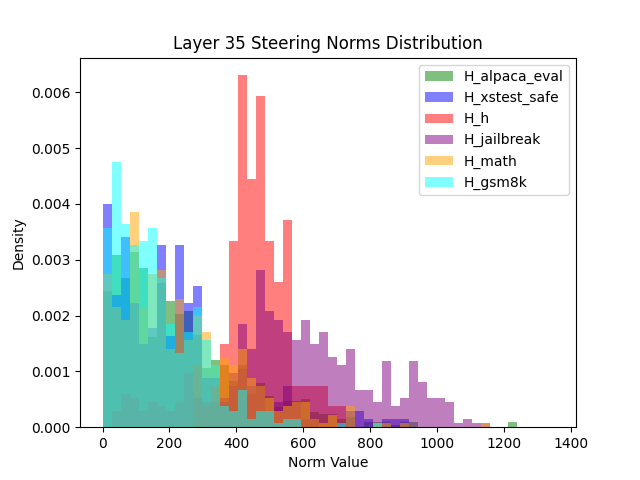 Layer 35 Steering Norms Distribution
H_alpaca_eval
H_xstest_safe
H_h
H_jailbreak
H_math
H_gsm8k
Density
0.006
0.005
0.004
0.003
0.002
0.001
0.000
0 200 400 600 800 1000 1200 1400
Norm Value